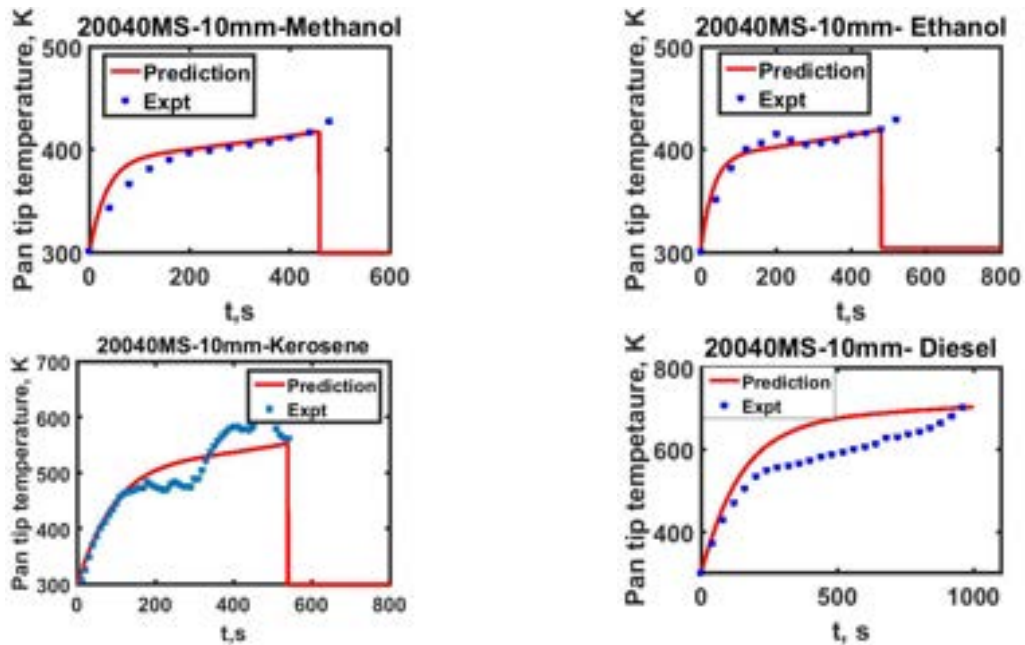 20040MS-10mm-Methanol
Pan tip temperature, K
500
400
300
Prediction
Expt
0 200 400 600
t,s
20040MS-10mm- Ethanol
Pan tip temperature, K
500
400
300
Prediction
Expt
0 200 400 600 800
t,s
20040MS-10mm-Kerosene
Pan tip temperature, K
700
600
500
400
300
Prediction
Expt
0 200 400 600 800
t,s
20040MS-10mm- Diesel
Pan tip tempetaure, K
800
600
400
Prediction
Expt
0 500 1000
t, s